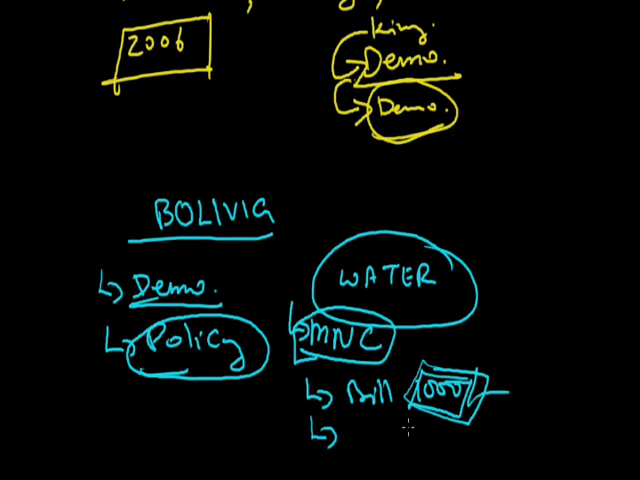 King.
2006
Demo.
Demo.
BOLIVIA
WATER
Demo.
Policy
MNC
Bill 1000/-